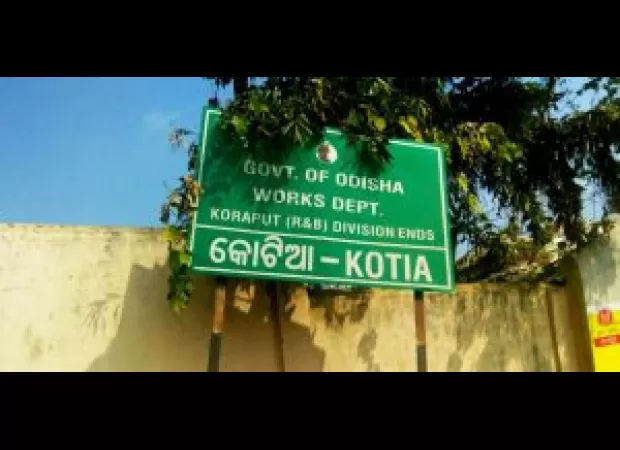 GOVT. OF ODISHA
WORKS DEPT.
KORAPUT (R&B) DIVISION ENDS
କୋଟିଆ – KOTIA